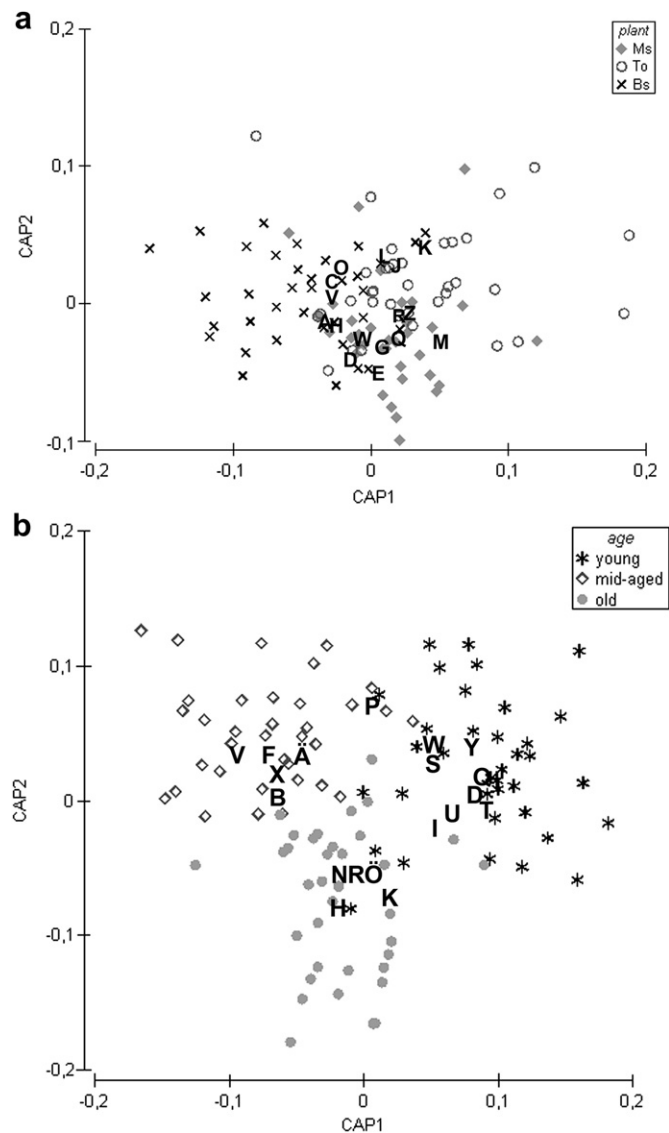 a
0,2
0,1
0
-0,1
CAP2
-0,2 -0,1 0 0,1 0,2
CAP1
plant
Ms
To
Bs
K
L
J
O
C
V
A H
R Z
W
Q
M
G
D
E
b
0,2
0,1
0
-0,1
-0,2
CAP2
-0,2 -0,1 0 0,1 0,2
CAP1
age
young
mid-aged
old
P
V F Ä
W
Y
S
X
B
D
T
U
I
NRÖ
K
H